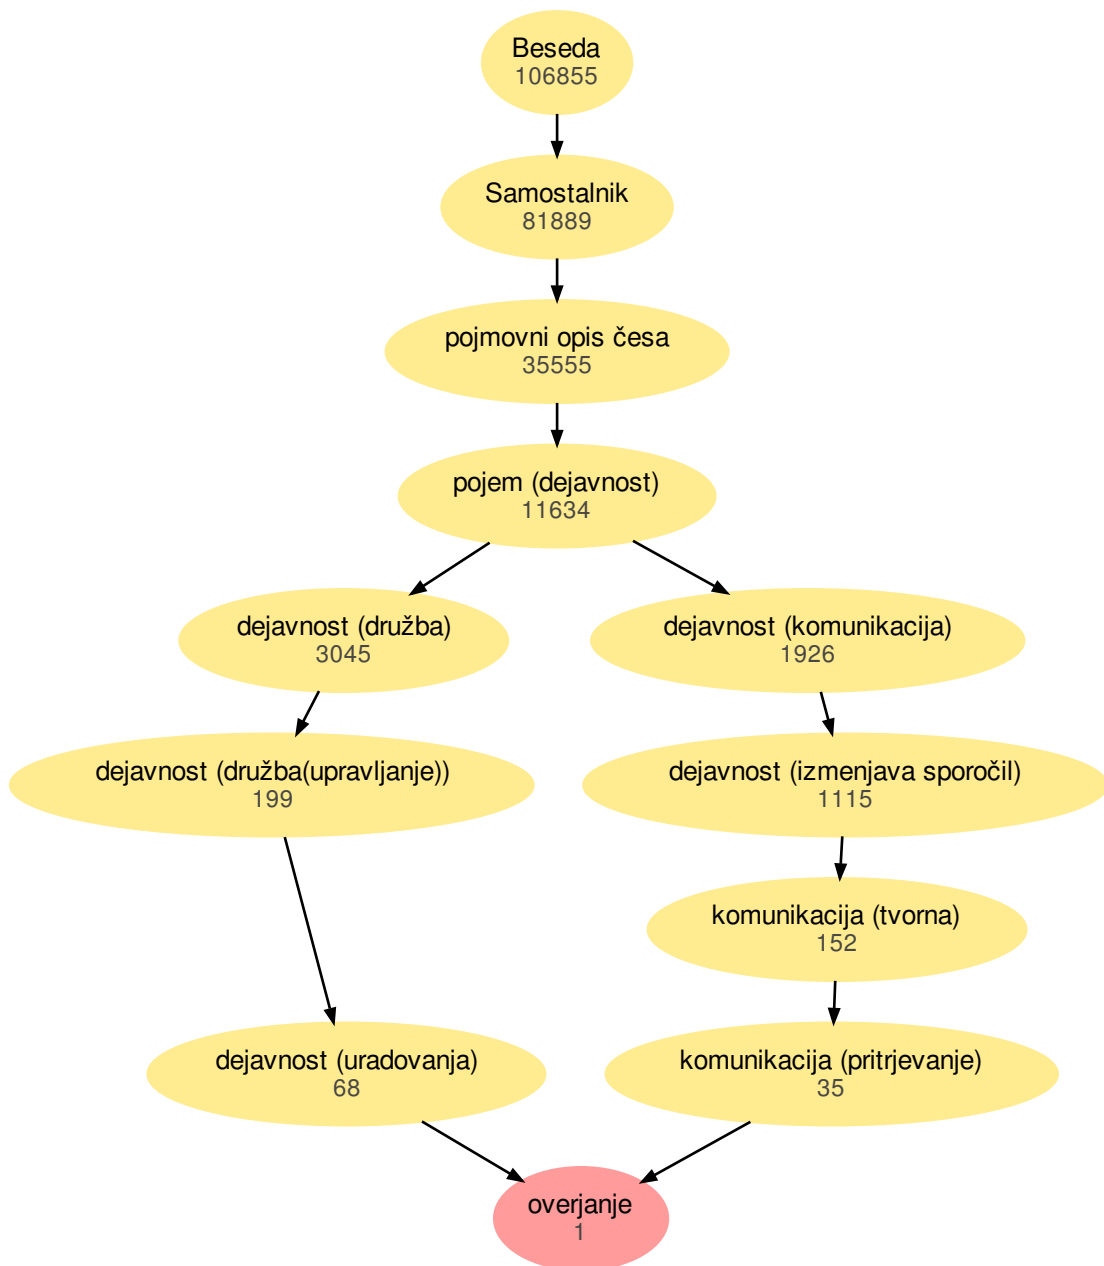 Beseda
106855
Samostalnik
81889
pojmovni opis česa
35555
pojem (dejavnost)
11634
dejavnost (družba)
3045
dejavnost (komunikacija)
1926
dejavnost (družba(upravljanje))
199
dejavnost (izmenjava sporočil)
1115
komunikacija (tvorna)
152
dejavnost (uradovanja)
68
komunikacija (pritrjevanje)
35
overjanje
1